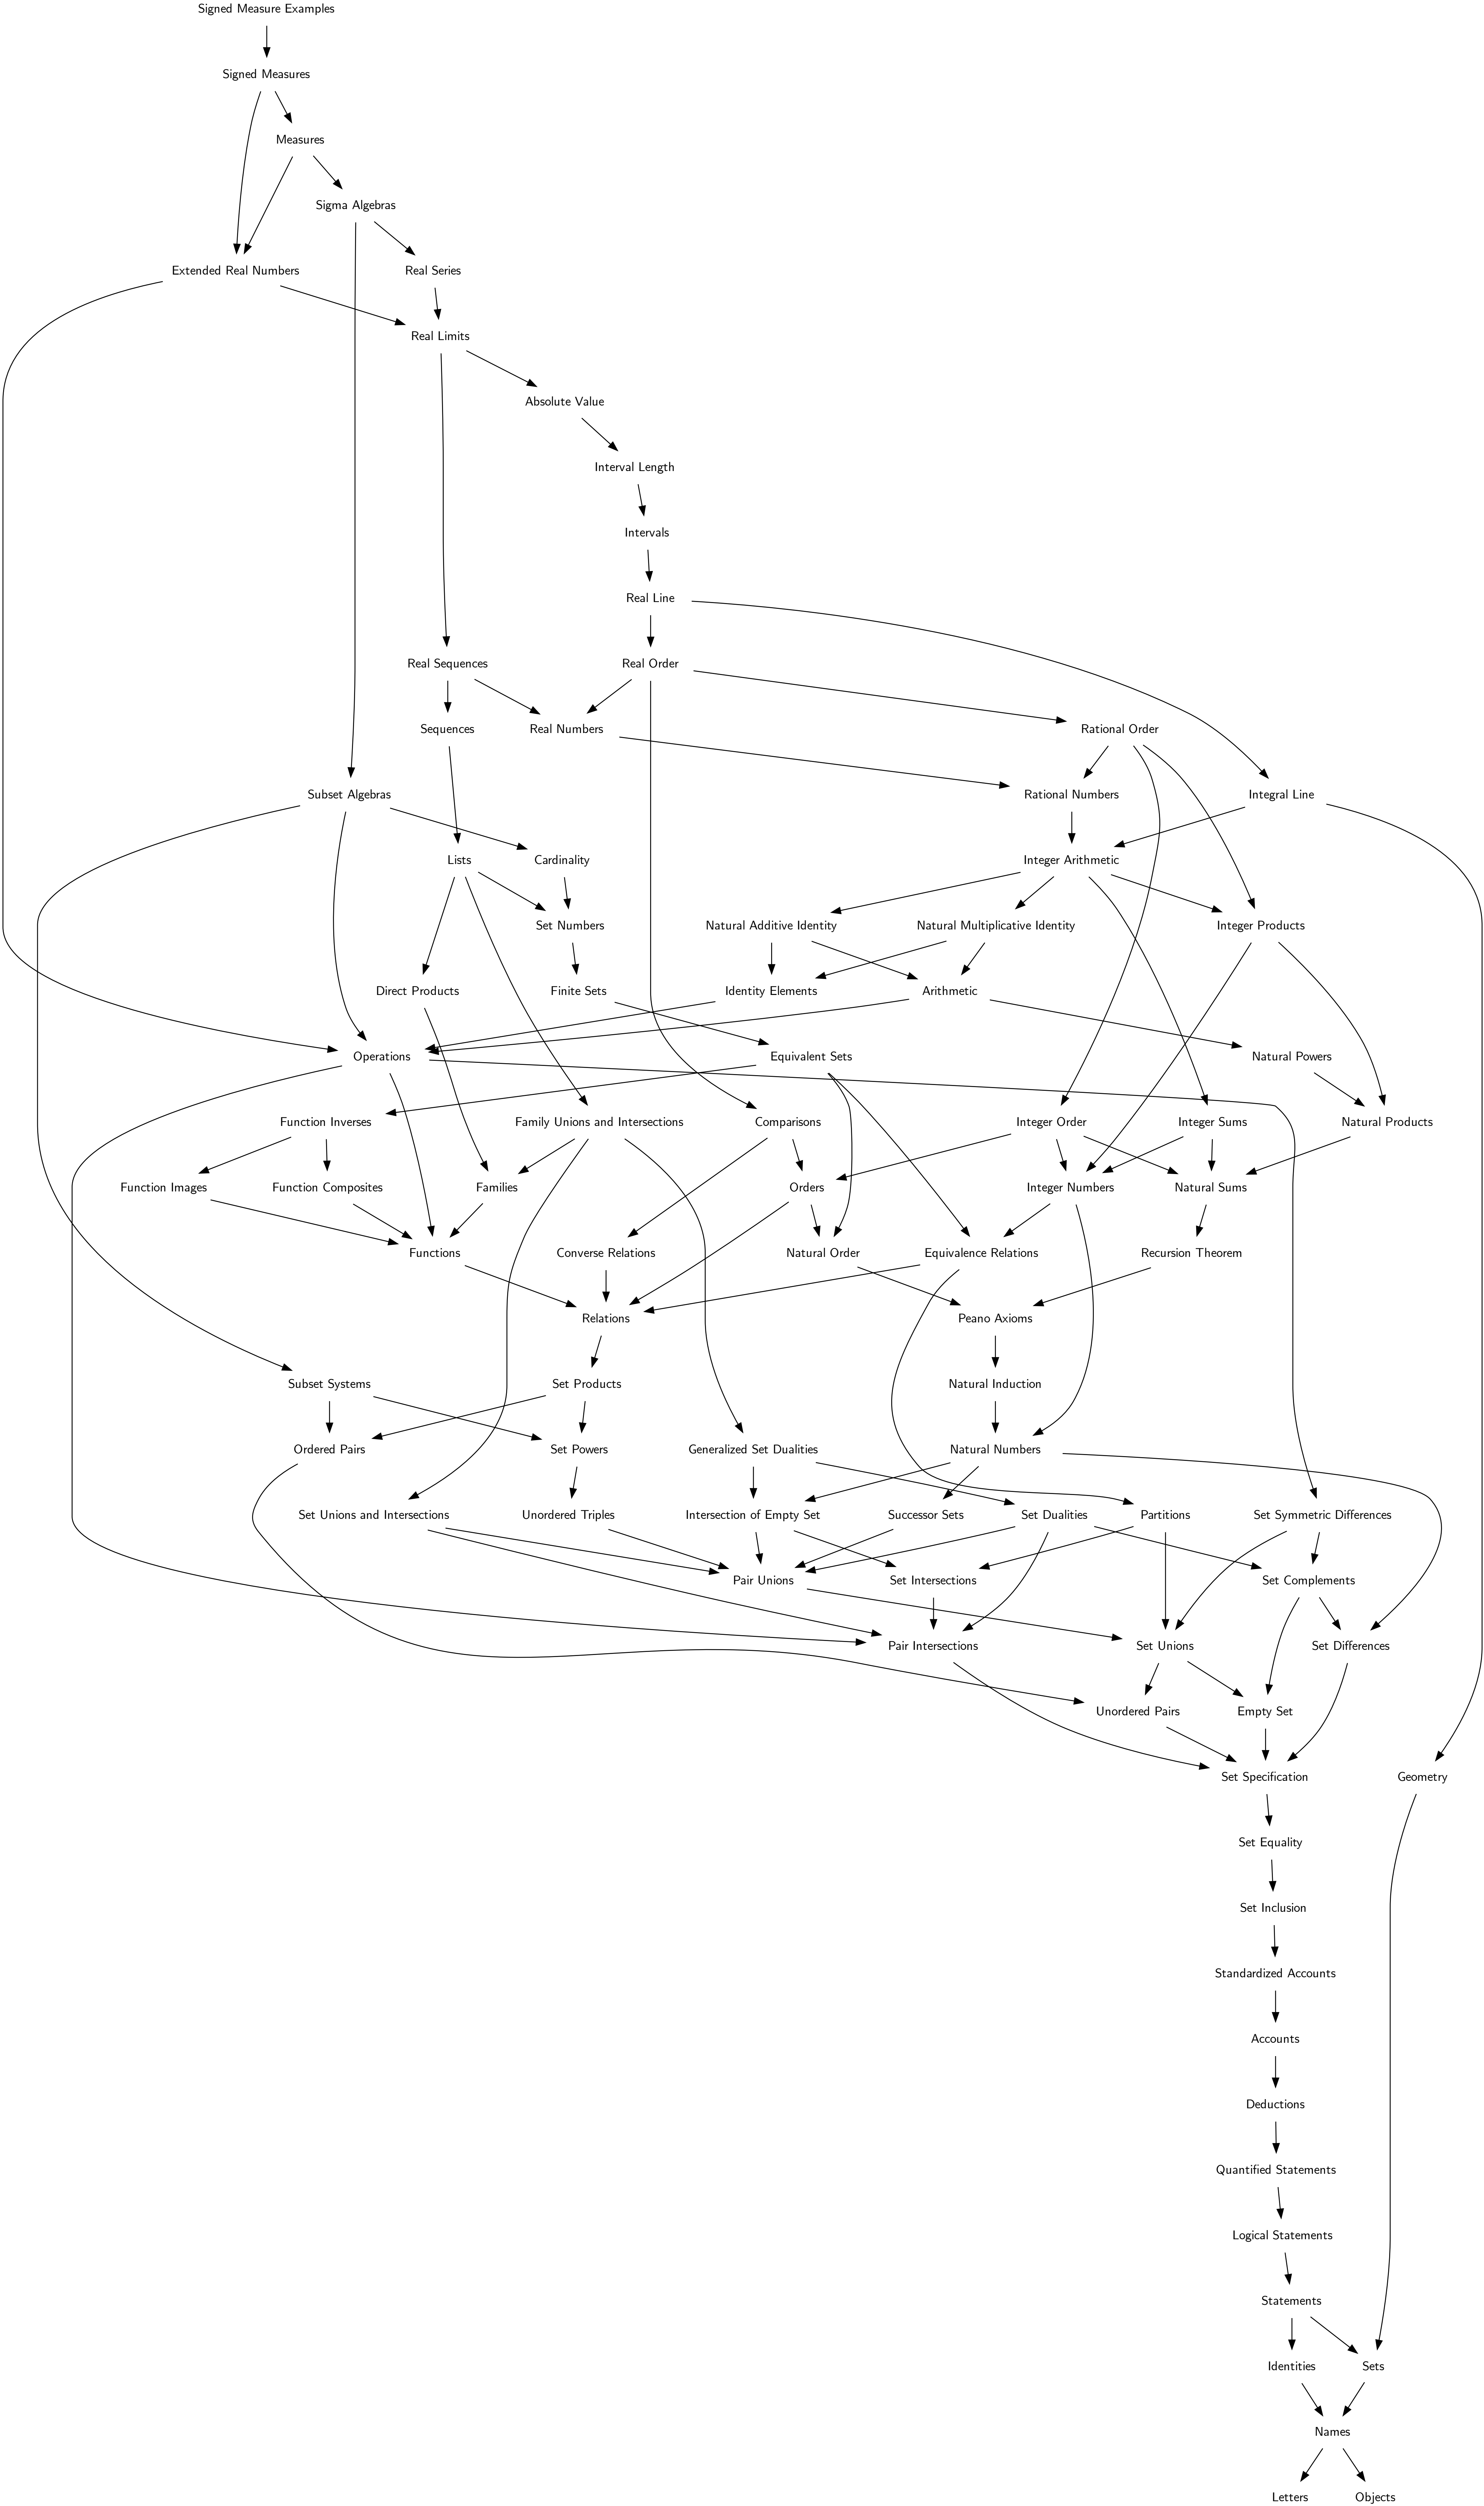 Signed Measure Examples
Signed Measures
Measures
Sigma Algebras
Extended Real Numbers
Real Series
Real Limits
Absolute Value
Interval Length
Intervals
Real Line
Real Sequences
Real Order
Sequences
Real Numbers
Rational Order
Subset Algebras
Rational Numbers
Integral Line
Lists
Cardinality
Integer Arithmetic
Set Numbers
Natural Additive Identity
Natural Multiplicative Identity
Integer Products
Direct Products
Finite Sets
Identity Elements
Arithmetic
Operations
Equivalent Sets
Natural Powers
Function Inverses
Family Unions and Intersections
Comparisons
Integer Order
Integer Sums
Natural Products
Function Images
Function Composites
Families
Orders
Integer Numbers
Natural Sums
Functions
Converse Relations
Natural Order
Equivalence Relations
Recursion Theorem
Relations
Peano Axioms
Subset Systems
Set Products
Natural Induction
Ordered Pairs
Set Powers
Generalized Set Dualities
Natural Numbers
Set Unions and Intersections
Unordered Triples
Intersection of Empty Set
Successor Sets
Set Dualities
Partitions
Set Symmetric Differences
Pair Unions
Set Intersections
Set Complements
Pair Intersections
Set Unions
Set Differences
Unordered Pairs
Empty Set
Set Specification
Geometry
Set Equality
Set Inclusion
Standardized Accounts
Accounts
Deductions
Quantified Statements
Logical Statements
Statements
Identities
Sets
Names
Letters
Objects